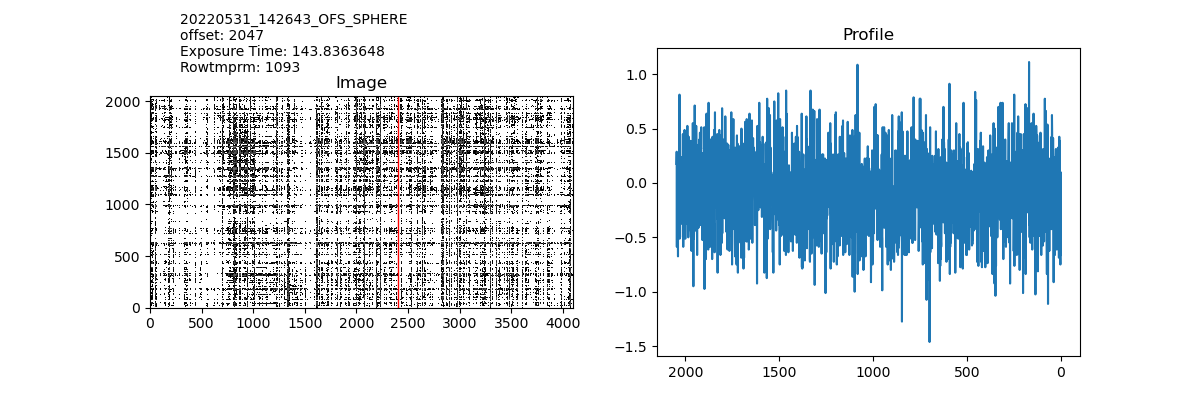 20220531_142643_OFS_SPHERE
offset: 2047
Exposure Time: 143.8363648
Rowtmprm: 1093
Image
2000
1500
1000
500
0
0 500 1000 1500 2000 2500 3000 3500 4000
Profile
1.0
0.5
0.0
−0.5
−1.0
−1.5
2000 1500 1000 500 0